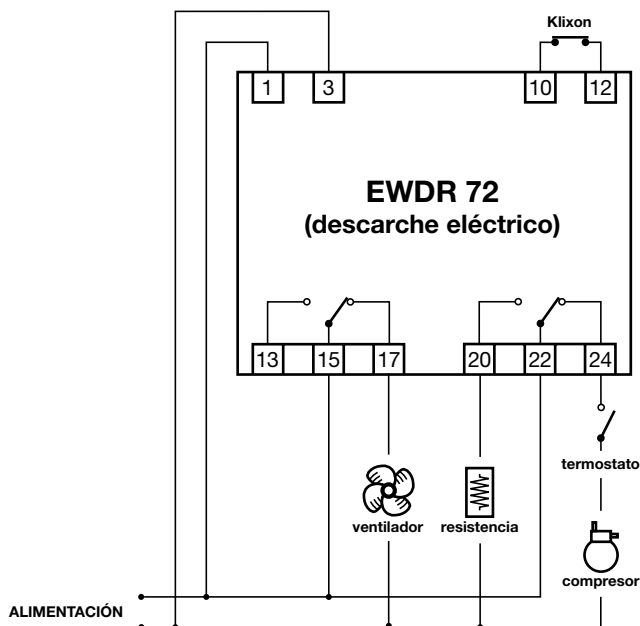 Klixon
1 3 10 12
EWDR 72
(descarche eléctrico)
13 15 17 20 22 24
termostato
ventilador resistencia
compresor
ALIMENTACIÓN